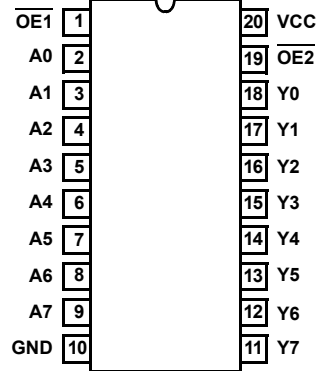 O̅E̅1̅ 1 20 VCC
A0 2 19 O̅E̅2̅
A1 3 18 Y0
A2 4 17 Y1
A3 5 16 Y2
A4 6 15 Y3
A5 7 14 Y4
A6 8 13 Y5
A7 9 12 Y6
GND 10 11 Y7